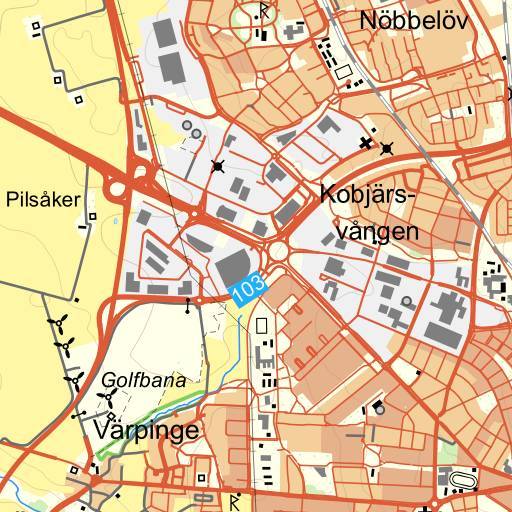 Nöbbelöv
Pilsåker
Kobjärs-
vången
103
Golfbana
Värpinge